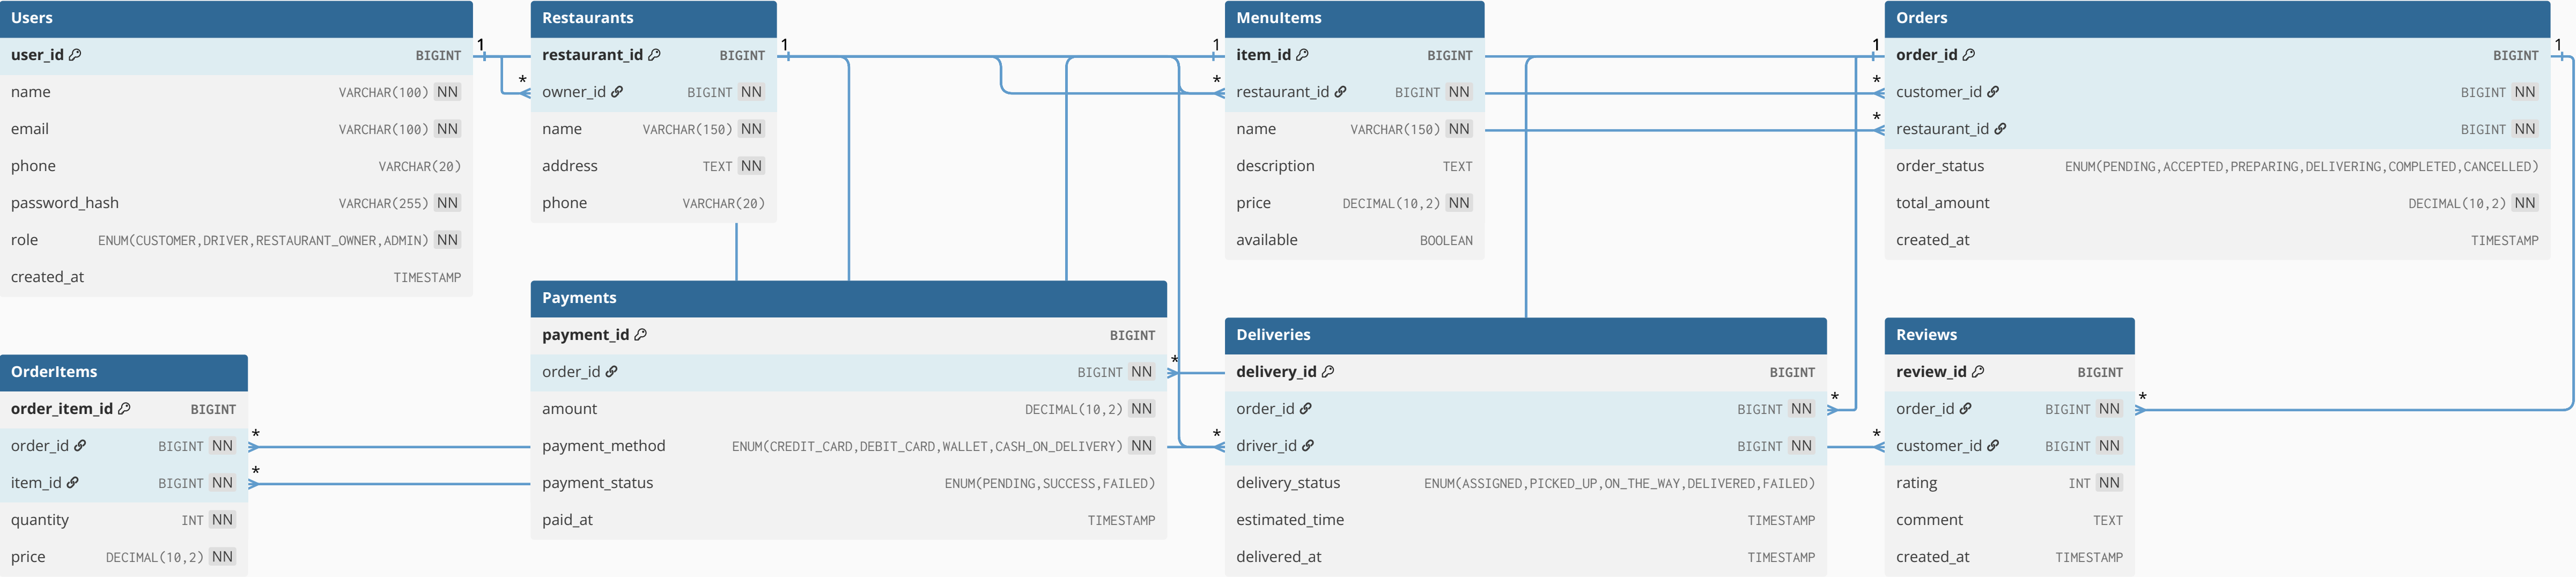 Users
user_id BIGINT
name VARCHAR(100) NN
email VARCHAR(100) NN
phone VARCHAR(20)
password_hash VARCHAR(255) NN
role ENUM(CUSTOMER,DRIVER,RESTAURANT_OWNER,ADMIN) NN
created_at TIMESTAMP
1
*
Restaurants
restaurant_id BIGINT
owner_id BIGINT NN
name VARCHAR(150) NN
address TEXT NN
phone VARCHAR(20)
1
1
*
MenuItems
item_id BIGINT
restaurant_id BIGINT NN
name VARCHAR(150) NN
description TEXT
price DECIMAL(10,2) NN
available BOOLEAN
1
*
*
Orders
order_id BIGINT
customer_id BIGINT NN
restaurant_id BIGINT NN
order_status ENUM(PENDING,ACCEPTED,PREPARING,DELIVERING,COMPLETED,CANCELLED)
total_amount DECIMAL(10,2) NN
created_at TIMESTAMP
1
OrderItems
order_item_id BIGINT
order_id BIGINT NN
item_id BIGINT NN
quantity INT NN
price DECIMAL(10,2) NN
*
*
Payments
payment_id BIGINT
order_id BIGINT NN
amount DECIMAL(10,2) NN
payment_method ENUM(CREDIT_CARD,DEBIT_CARD,WALLET,CASH_ON_DELIVERY) NN
payment_status ENUM(PENDING,SUCCESS,FAILED)
paid_at TIMESTAMP
*
*
Deliveries
delivery_id BIGINT
order_id BIGINT NN
driver_id BIGINT NN
delivery_status ENUM(ASSIGNED,PICKED_UP,ON_THE_WAY,DELIVERED,FAILED)
estimated_time TIMESTAMP
delivered_at TIMESTAMP
*
*
Reviews
review_id BIGINT
order_id BIGINT NN
customer_id BIGINT NN
rating INT NN
comment TEXT
created_at TIMESTAMP
*